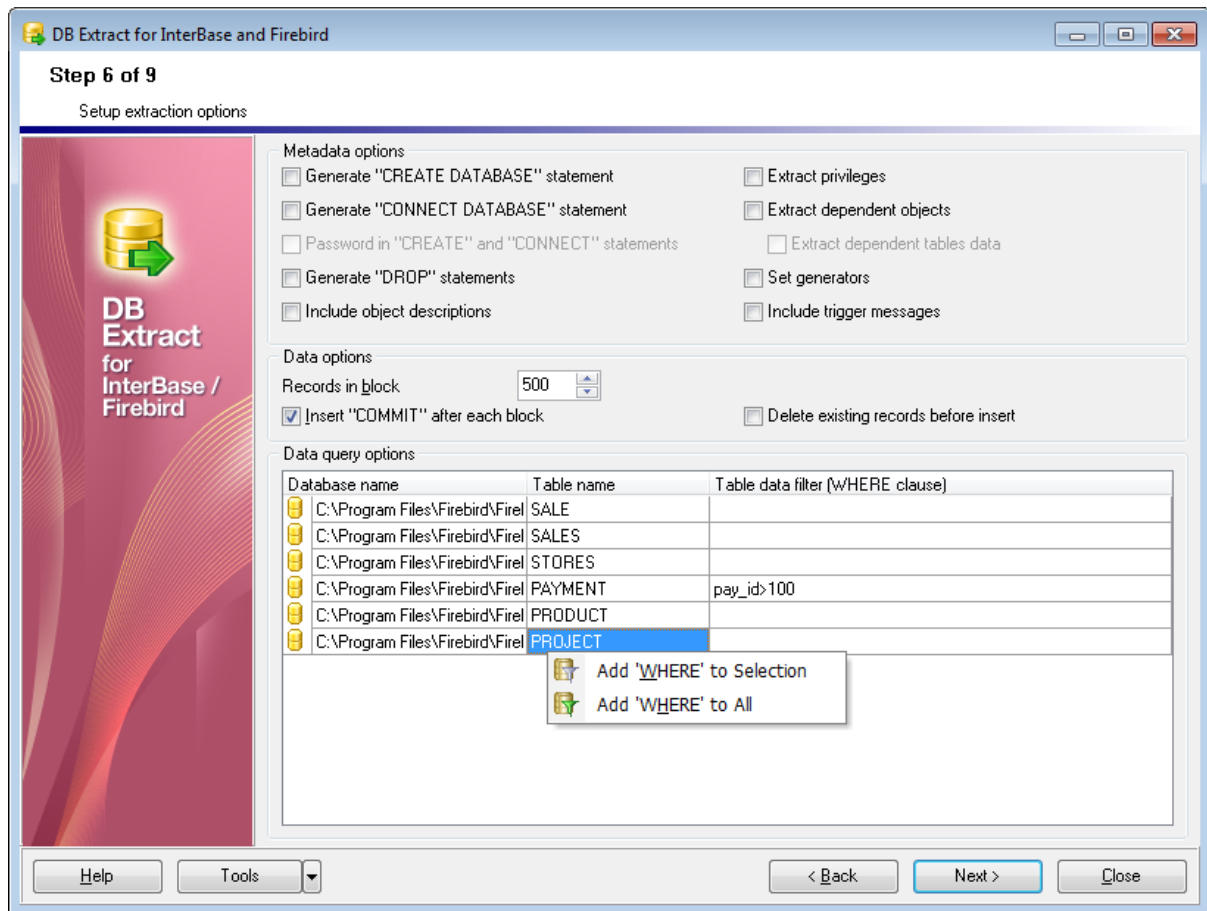 DB Extract for InterBase and Firebird
Step 6 of 9
Setup extraction options
DB
Extract
for
InterBase /
Firebird
Metadata options
Generate "CREATE DATABASE" statement
Extract privileges
Generate "CONNECT DATABASE" statement
Extract dependent objects
Password in "CREATE" and "CONNECT" statements
Extract dependent tables data
Generate "DROP" statements
Set generators
Include object descriptions
Include trigger messages
Data options
Records in block
500
Insert "COMMIT" after each block
Delete existing records before insert
Data query options
Database name Table name Table data filter (WHERE clause)
C:\Program Files\Firebird\Firel SALE
C:\Program Files\Firebird\Firel SALES
C:\Program Files\Firebird\Firel STORES
C:\Program Files\Firebird\Firel PAYMENT pay_id>100
C:\Program Files\Firebird\Firel PRODUCT
C:\Program Files\Firebird\Firel PROJECT
Add 'WHERE' to Selection
Add 'WHERE' to All
Help Tools < Back Next > Close